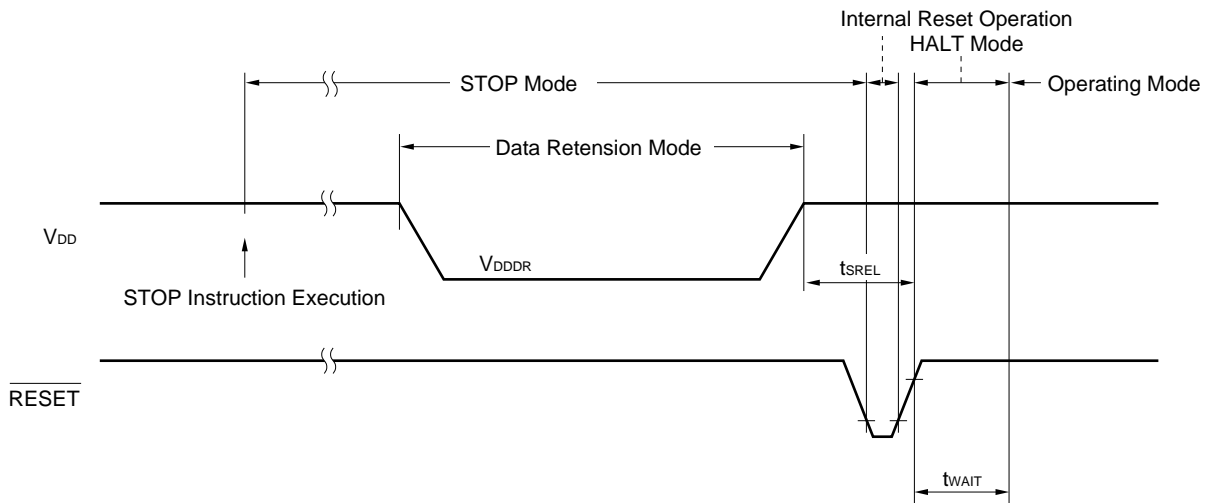 Internal Reset Operation
HALT Mode
STOP Mode
Operating Mode
Data Retension Mode
VDD
VDDDR
tSREL
STOP Instruction Execution
RESET
tWAIT